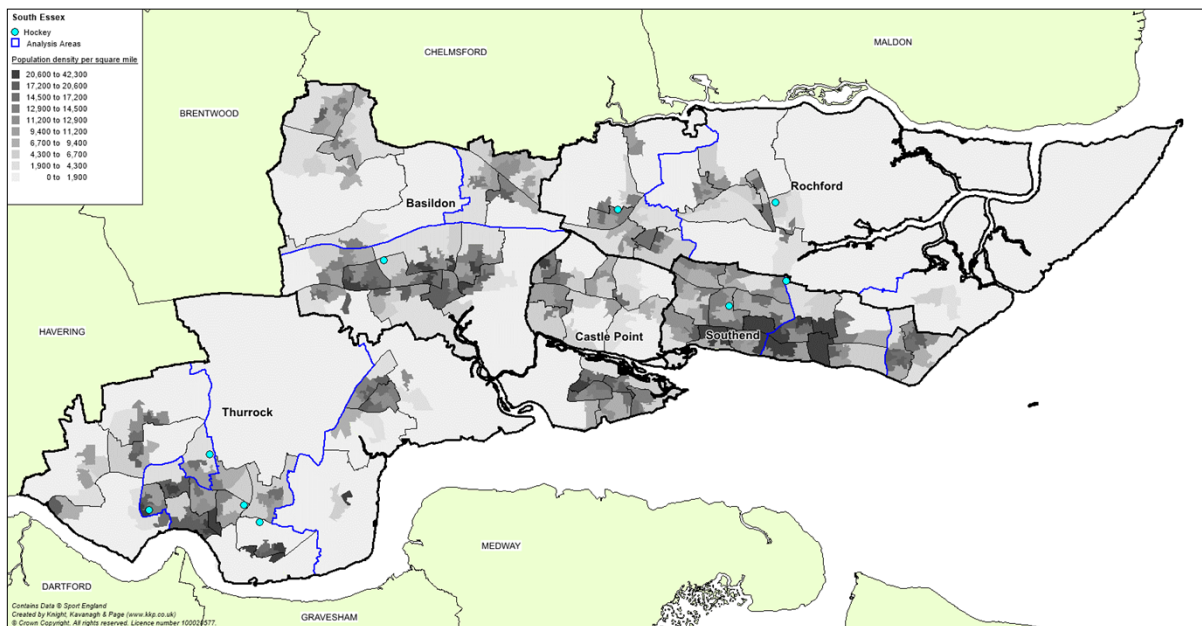 South Essex
Hockey
Analysis Areas
Population density per square mile
20,600 to 42,300
17,200 to 20,600
14,500 to 17,200
12,900 to 14,500
11,200 to 12,900
9,400 to 11,200
6,700 to 9,400
4,300 to 6,700
1,900 to 4,300
0 to 1,900
MALDON
CHELMSFORD
BRENTWOOD
Rochford
Basildon
HAVERING
Castle Point
Southend
Thurrock
MEDWAY
DARTFORD
GRAVESHAM
Contains Data © Sport England
Created by Knight, Kavanagh & Page (www.kkp.co.uk)
© Crown Copyright. All rights reserved. Licence number 100020577.